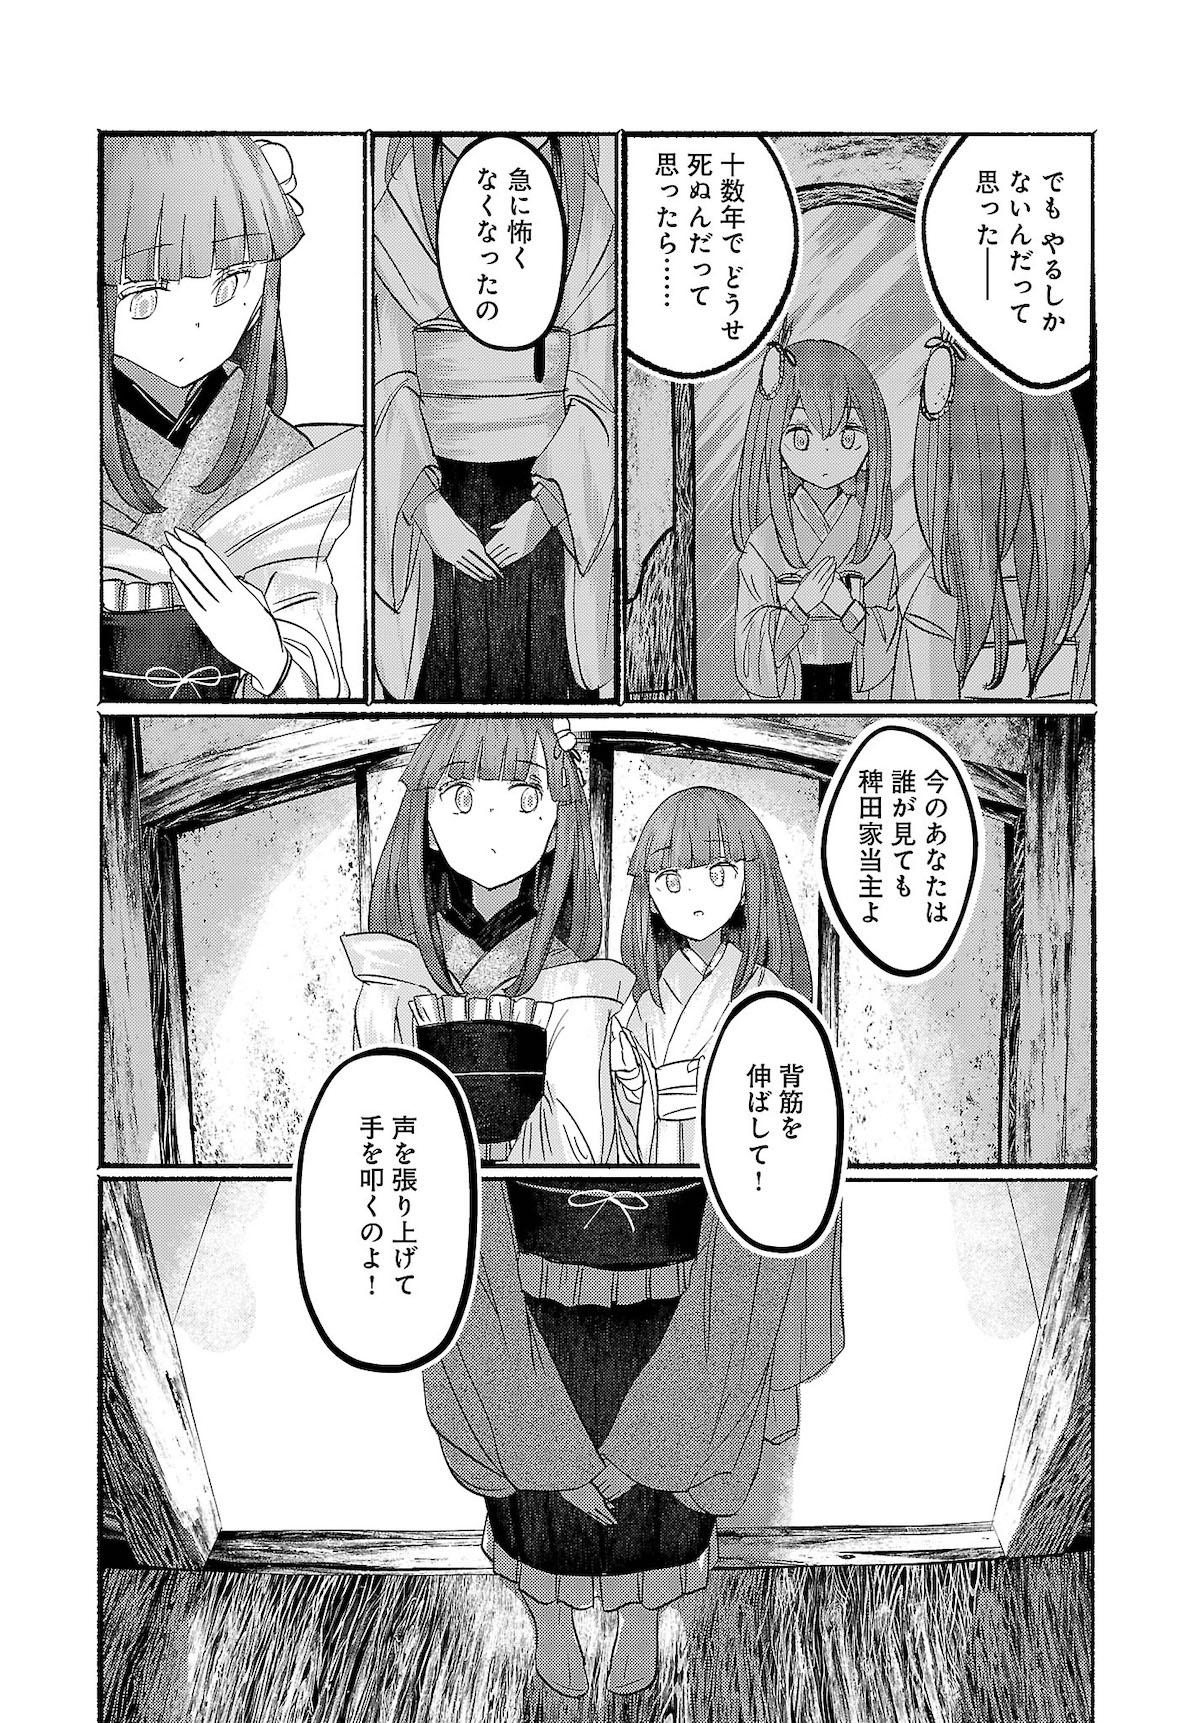 でも やるしか
ないんだって
思った──
十数年で どうせ
死ぬんだって
思ったら……
急に怖く
なくなったの
今のあなたは
誰が見ても
稗田家当主よ
背筋を
伸ばして!
声を張り上げて
手を叩くのよ!